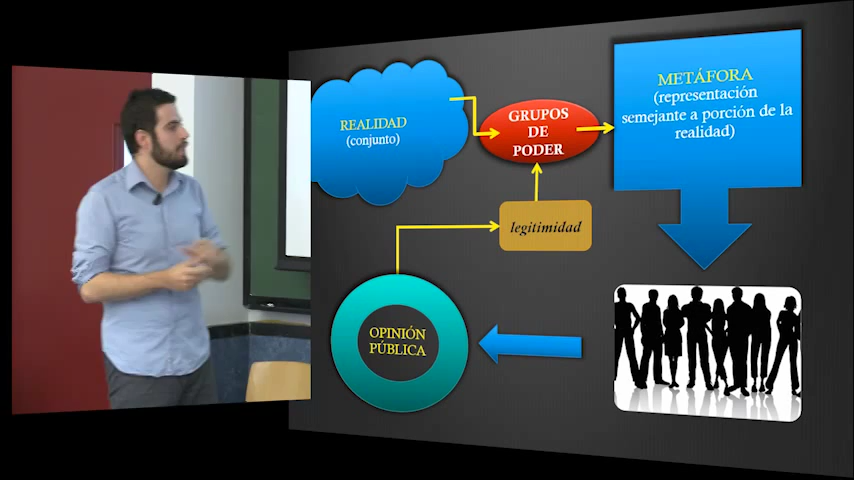 REALIDAD
(conjunto)
GRUPOS
DE
PODER
METÁFORA
(representación
semejante a porción de la
realidad)
legitimidad
OPINIÓN
PÚBLICA